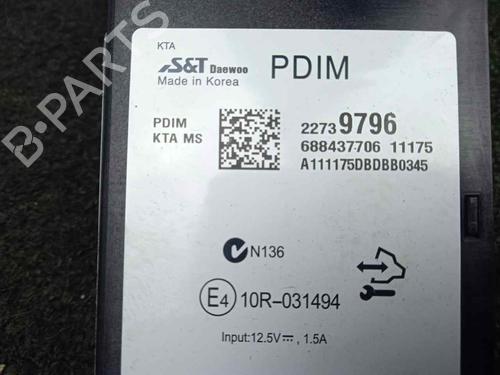 KTA
S&T Daewoo PDIM
Made in Korea
PDIM 22739796
KTA MS 688437706 11175
A111175DBDBB0345
N136
E4 10R-031494
Input:12.5V⎓, 1.5A
B-PARTS